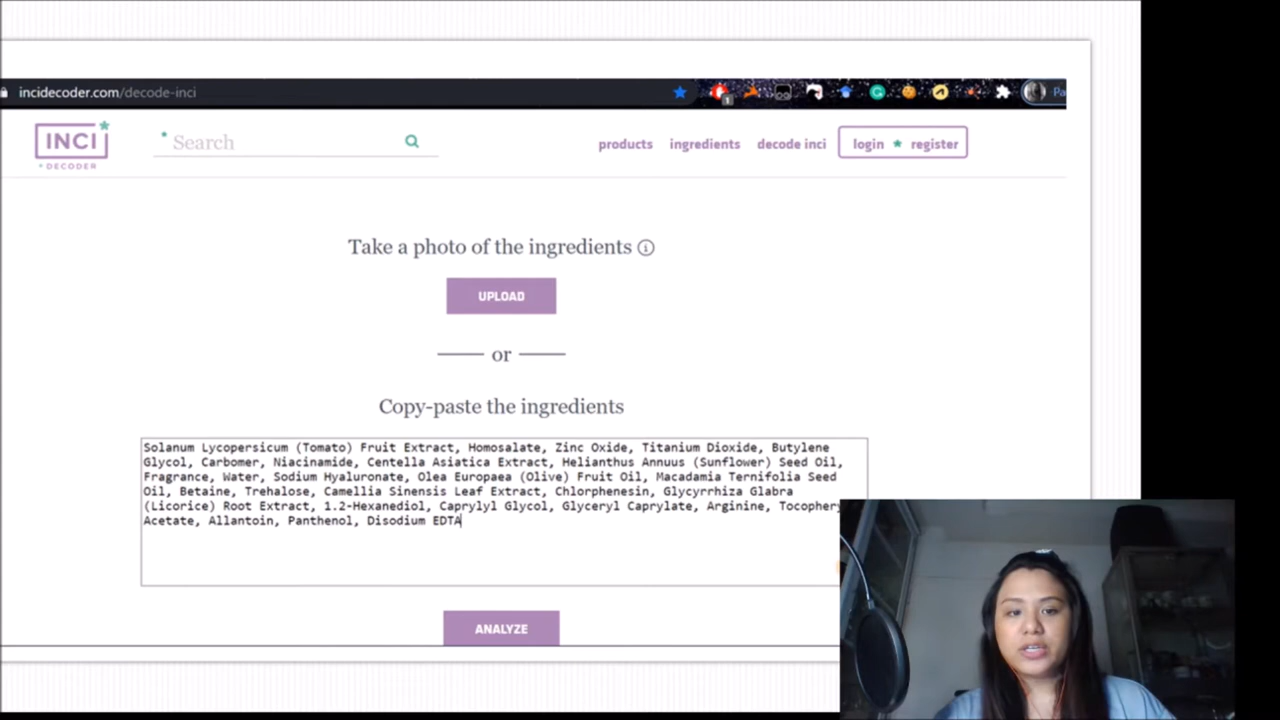 incidecoder.com/decode-inci
1
Pa
INCI
DECODER
Search
products
ingredients
decode inci
login * register
Take a photo of the ingredients
UPLOAD
or
Copy-paste the ingredients
Solanum Lycopersicum (Tomato) Fruit Extract, Homosalate, Zinc Oxide, Titanium Dioxide, Butylene
Glycol, Carbomer, Niacinamide, Centella Asiatica Extract, Helianthus Annuus (Sunflower) Seed Oil,
Fragrance, Water, Sodium Hyaluronate, Olea Europaea (Olive) Fruit Oil, Macadamia Ternifolia Seed
Oil, Betaine, Trehalose, Camellia Sinensis Leaf Extract, Chlorphenesin, Glycyrrhiza Glabra
(Licorice) Root Extract, 1.2-Hexanediol, Caprylyl Glycol, Glyceryl Caprylate, Arginine, Tocophery
Acetate, Allantoin, Panthenol, Disodium EDTA
ANALYZE